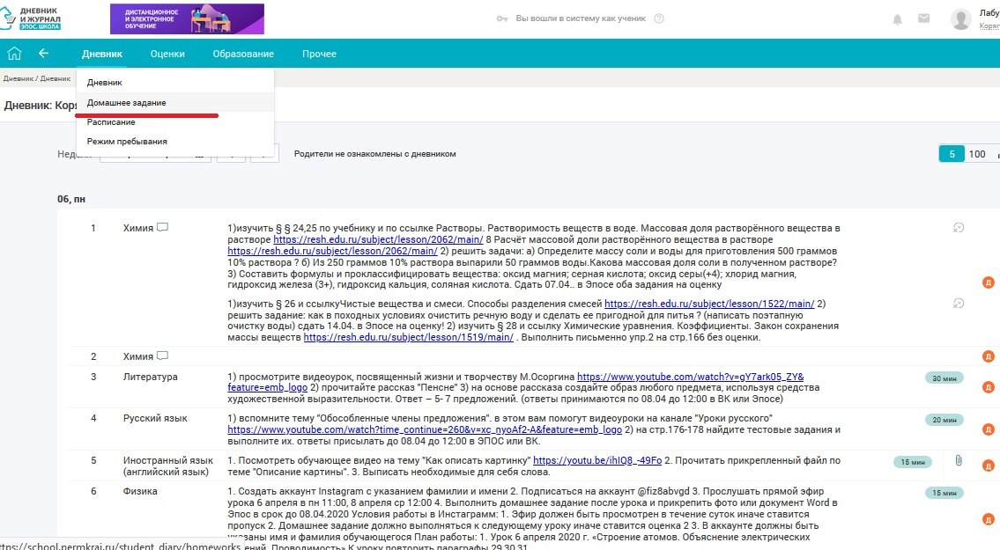 ДНЕВНИК
И ЖУРНАЛ
ЭПОС.ШКОЛА
ДИСТАНЦИОННОЕ
И ЭЛЕКТРОННОЕ
ОБУЧЕНИЕ
Вы вошли в систему как ученик ?
Лабу
Коряг
Дневник Оценки Образование Прочее
Дневник / Дневник
Дневник: Коря
Дневник
Домашнее задание
Расписание
Режим пребывания
Родители не ознакомлены с дневником
5 100
06, пн
1 Химия
1)изучить § § 24,25 по учебнику и по ссылке Растворы. Растворимость веществ в воде. Массовая доля растворённого вещества в
растворе https://resh.edu.ru/subject/lesson/2062/main/ 8 Расчёт массовой доли растворённого вещества в растворе
https://resh.edu.ru/subject/lesson/2062/main/ 2) решить задачи: а) Определите массу соли и воды для приготовления 500 граммов
10% раствора ? б) Из 250 граммов 10% раствора выпарили 50 граммов воды.Какова массовая доля соли в полученном растворе?
3) Составить формулы и проклассифицировать вещества: оксид магния; серная кислота; оксид серы(+4); хлорид магния,
гидроксид железа (3+), гидроксид кальция, соляная кислота. Сдать 07.04.. в Эпосе оба задания на оценку
Д
1)изучить § 26 и ссылкуЧистые вещества и смеси. Способы разделения смесей https://resh.edu.ru/subject/lesson/1522/main/ 2)
решить задание: как в походных условиях очистить речную воду и сделать ее пригодной для питья ? (написать поэтапную
очистку воды) сдать 14.04. в Эпосе на оценку! 2) изучить § 28 и ссылку Химические уравнения. Коэффициенты. Закон сохранения
массы веществ https://resh.edu.ru/subject/lesson/1519/main/ . Выполнить письменно упр.2 на стр.166 без оценки.
2 Химия
Д
3 Литература
1) просмотрите видеоурок, посвященный жизни и творчеству М.Осоргина https://www.youtube.com/watch?v=gY7ark05_ZY&
feature=emb_logo 2) прочитайте рассказ "Пенсне" 3) на основе рассказа создайте образ любого предмета, используя средства
художественной выразительности. Ответ – 5- 7 предложений. (ответы принимаются по 08.04 до 12:00 в ВК или Эпосе)
30 мин
Д
4 Русский язык
1) вспомните тему "Обособленные члены предложения". в этом вам помогут видеоуроки на канале "Уроки русского"
https://www.youtube.com/watch?time_continue=260&v=xc_nyoAf2-A&feature=emb_logo 2) на стр.176-178 найдите тестовые задания и
выполните их. ответы присылать до 08.04 до 12:00 в ЭПОС или ВК.
20 мин
Д
5 Иностранный язык
(английский язык)
1. Посмотреть обучающее видео на тему "Как описать картинку" https://youtu.be/ihIQ8_-49Fo 2. Прочитать прикрепленный файл по
теме "Описание картины". 3. Выписать необходимые для себя слова.
15 мин
Д
6 Физика
1. Создать аккаунт Instagram с указанием фамилии и имени 2. Подписаться на аккаунт @fiz8abvgd 3. Прослушать прямой эфир
урока 6 апреля в пн 11:00, 8 апреля ср 12:00 4. Выполнить домашнее задание после урока и прикрепить фото или документ Word в
Эпос в срок до 08.04.2020 Условия работы в Инстаграмм: 1. Эфир должен быть просмотрен в течение суток иначе ставится
пропуск 2. Домашнее задание должно выполняться к следующему уроку иначе ставится оценка 2 3. В аккаунте должны быть
указаны имя и фамилия обучающегося План работы: 1. Урок 6 апреля 2020 г. «Строение атомов. Объяснение электрических
15 мин
Д
ttps://school.permkrai.ru/student_diary/homeworks
ений. Проводимость» К уроку повторить параграфы 29,30,31